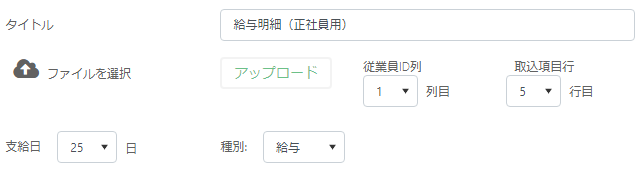 タイトル 給与明細（正社員用）
ファイルを選択 アップロード 従業員ID列 1 列目 取込項目行 5 行目
支給日 25 日 種別: 給与